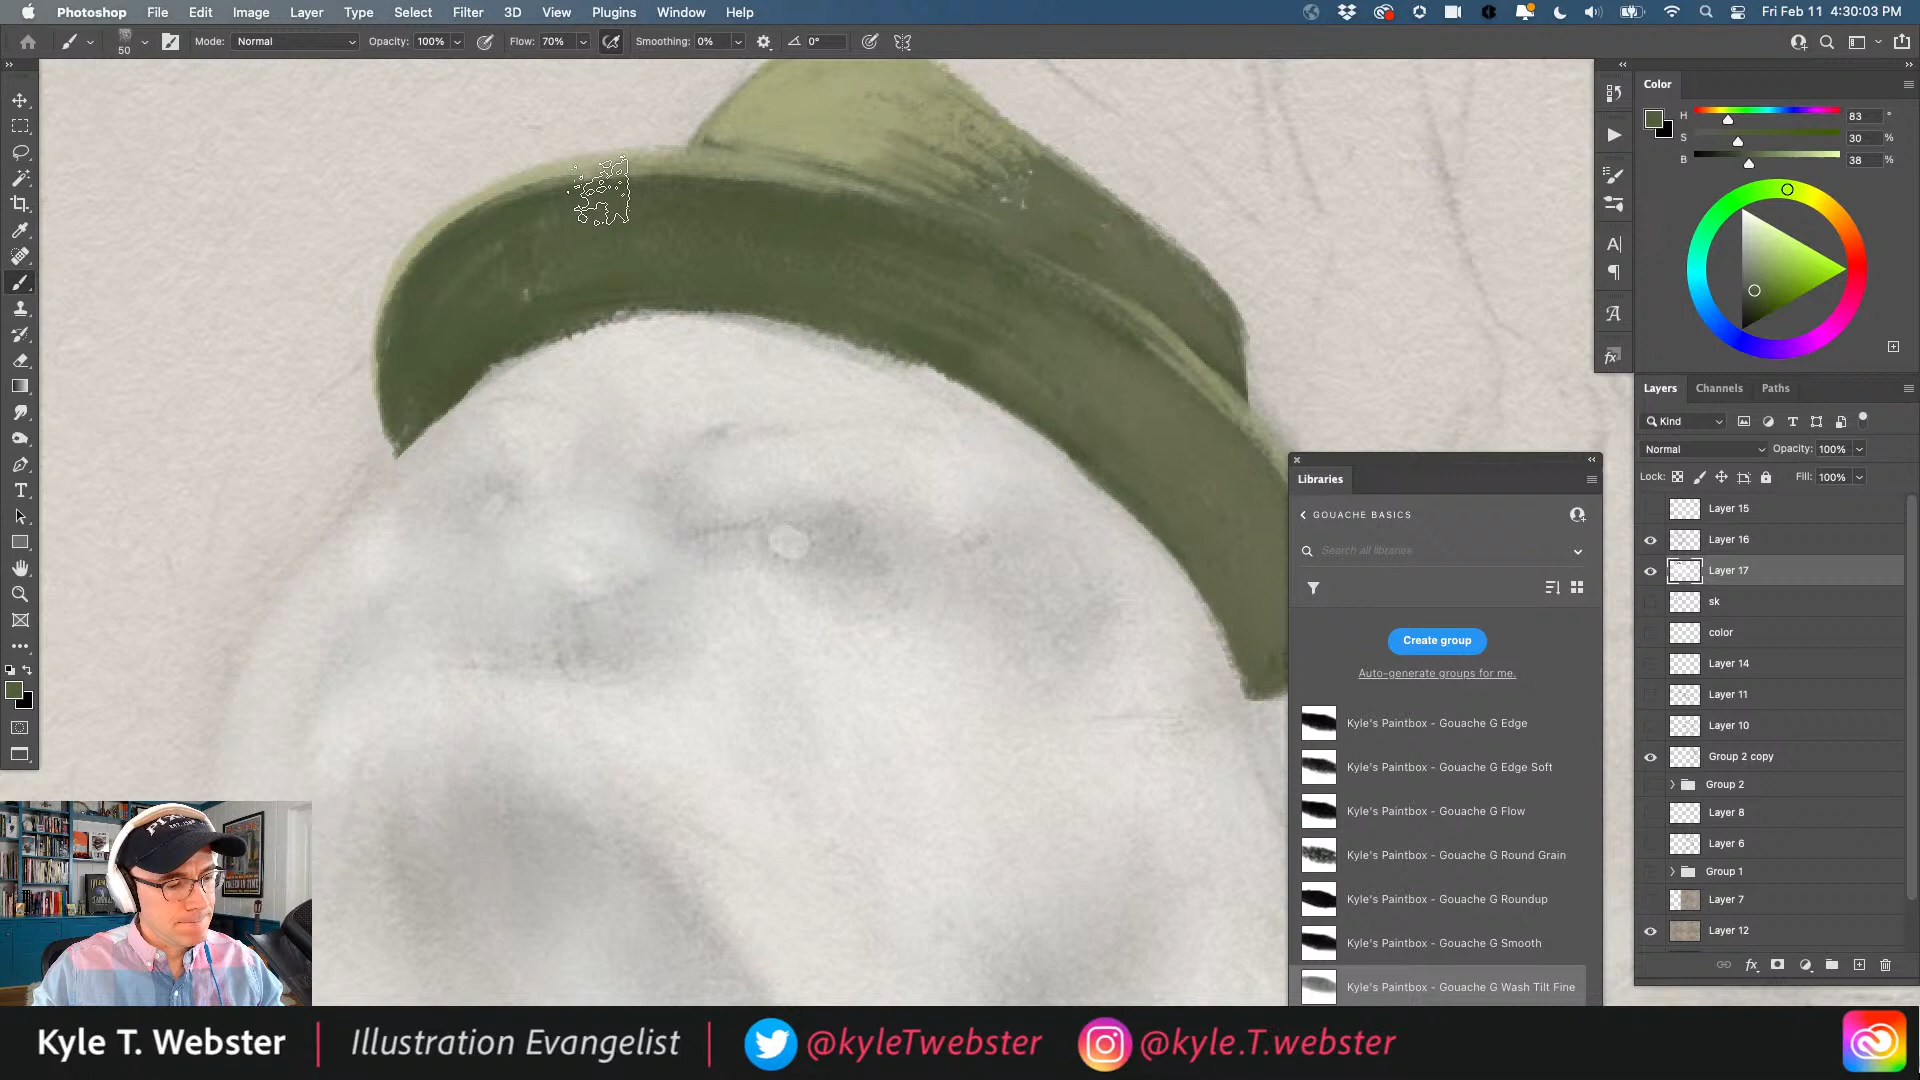 Photoshop File Edit Image Layer Type Select Filter 3D View Plugins Window Help Fri Feb 11 4:30:03 PM
50 Mode: Normal Opacity: 100% Flow: 70% Smoothing: 0% 0°
Color
H 83 °
S 30 %
B 38 %
Layers Channels Paths
Kind
Normal Opacity: 100%
Lock: Fill: 100%
Layer 15
Layer 16
Layer 17
sk
color
Layer 14
Layer 11
Layer 10
Group 2 copy
Group 2
Layer 8
Layer 6
Group 1
Layer 7
Layer 12
Libraries
GOUACHE BASICS
Search all libraries
Create group
Auto-generate groups for me.
Kyle's Paintbox - Gouache G Edge
Kyle's Paintbox - Gouache G Edge Soft
Kyle's Paintbox - Gouache G Flow
Kyle's Paintbox - Gouache G Round Grain
Kyle's Paintbox - Gouache G Roundup
Kyle's Paintbox - Gouache G Smooth
Kyle's Paintbox - Gouache G Wash Tilt Fine
Kyle T. Webster | Illustration Evangelist | @kyleTwebster @kyle.T.webster